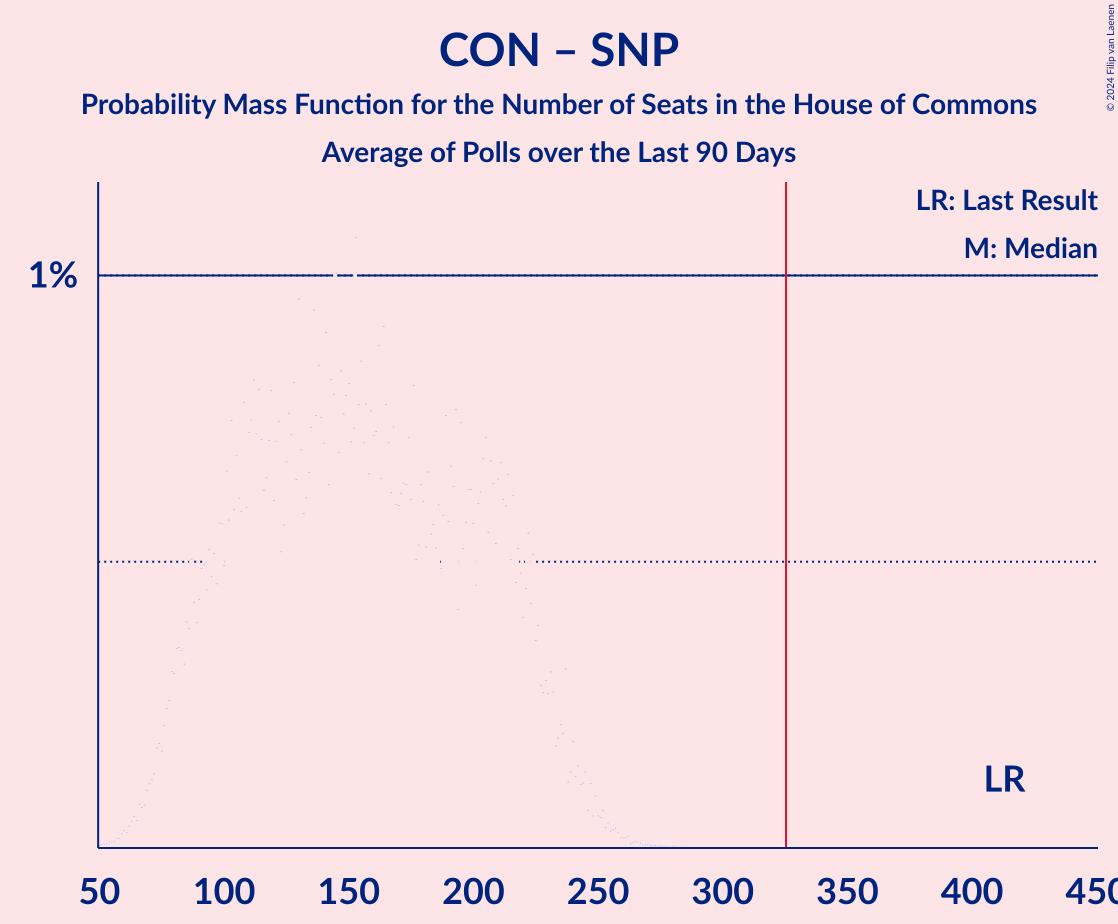 CON – SNP
Probability Mass Function for the Number of Seats in the House of Commons
Average of Polls over the Last 90 Days
© 2024 Filip van Laenen
LR: Last Result
M: Median
1%
LR
50 100 150 200 250 300 350 400 450